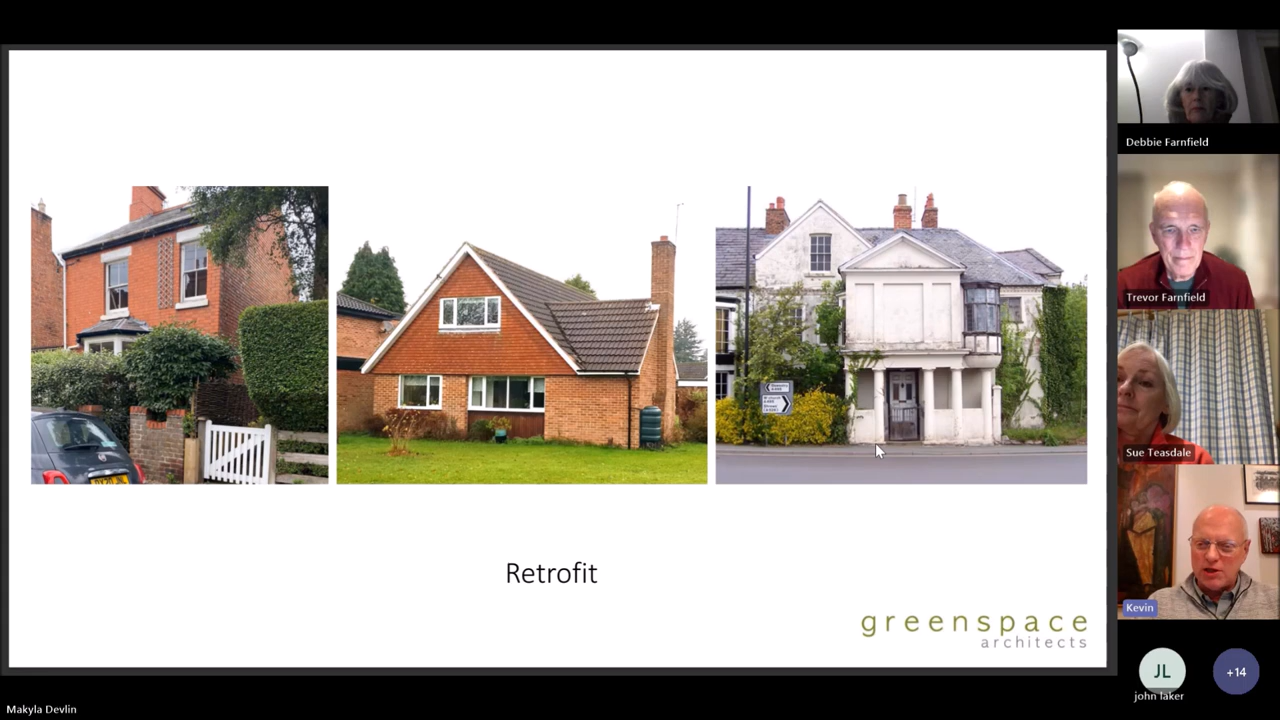 Retrofit
greenspace
architects
Debbie Farnfield
Trevor Farnfield
Sue Teasdale
Kevin
JL
john laker
+14
Makyla Devlin